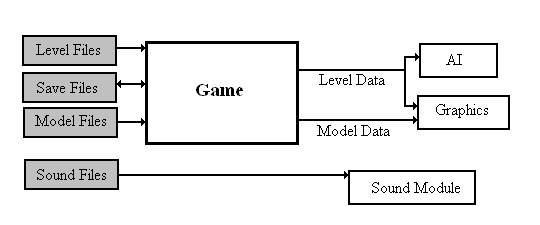 Level Files
Save Files
Model Files
Sound Files
Game
Level Data
Model Data
AI
Graphics
Sound Module